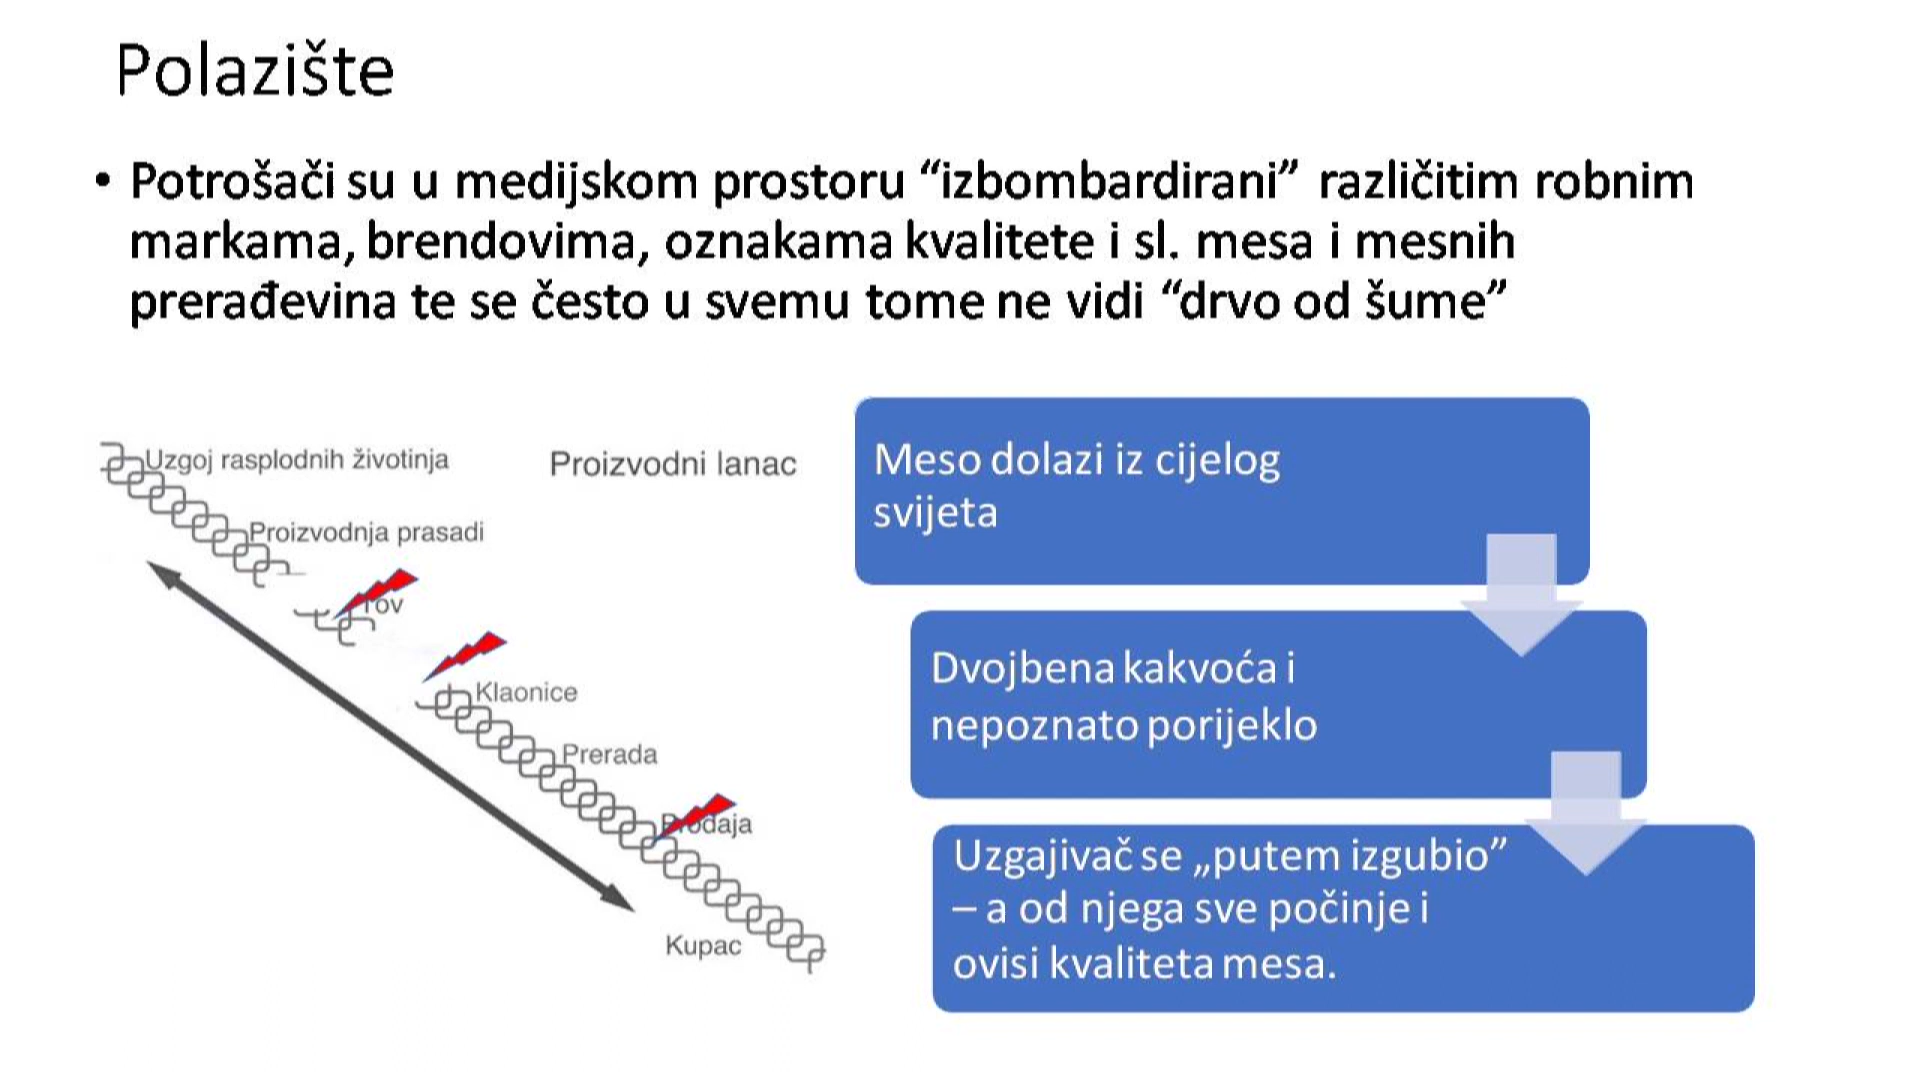 Polazište
• Potrošači su u medijskom prostoru “izbombardirani” različitim robnim
markama, brendovima, oznakama kvalitete i sl. mesa i mesnih
prerađevina te se često u svemu tome ne vidi “drvo od šume”
Uzgoj rasplodnih životinja
Proizvodni lanac
Proizvodnja prasadi
Tov
Klaonice
Prerada
Prodaja
Kupac
Meso dolazi iz cijelog
svijeta
Dvojbena kakvoća i
nepoznato porijeklo
Uzgajivač se „putem izgubio”
– a od njega sve počinje i
ovisi kvaliteta mesa.